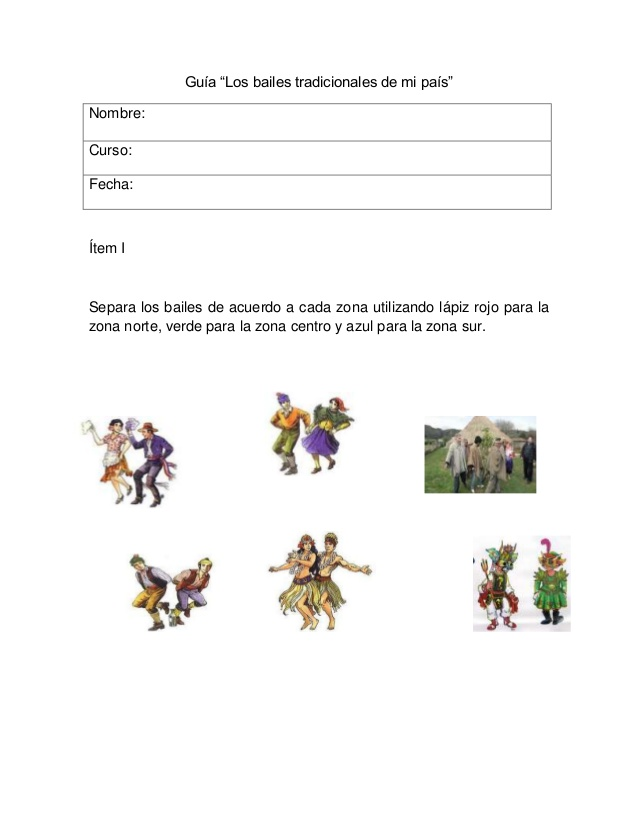 Guía “Los bailes tradicionales de mi país”
Nombre:
Curso:
Fecha:
Ítem I
Separa los bailes de acuerdo a cada zona utilizando lápiz rojo para la
zona norte, verde para la zona centro y azul para la zona sur.